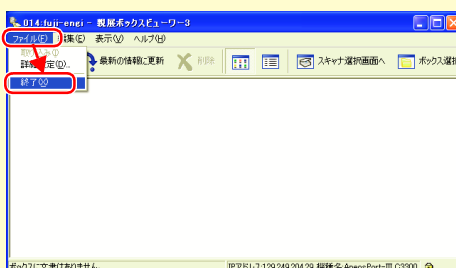 014:fuji-engi - 親展ボックスビューワー3
ファイル(F) 編集(E) 表示(V) ヘルプ(H)
詳細設定(D)... 最新の情報に更新 削除 スキャナ選択画面へ ボックス選
終了(X)
ボックスに文書はありません。 IPアドレス:129.249.204.29 機種名:ApeosPort-III C3300